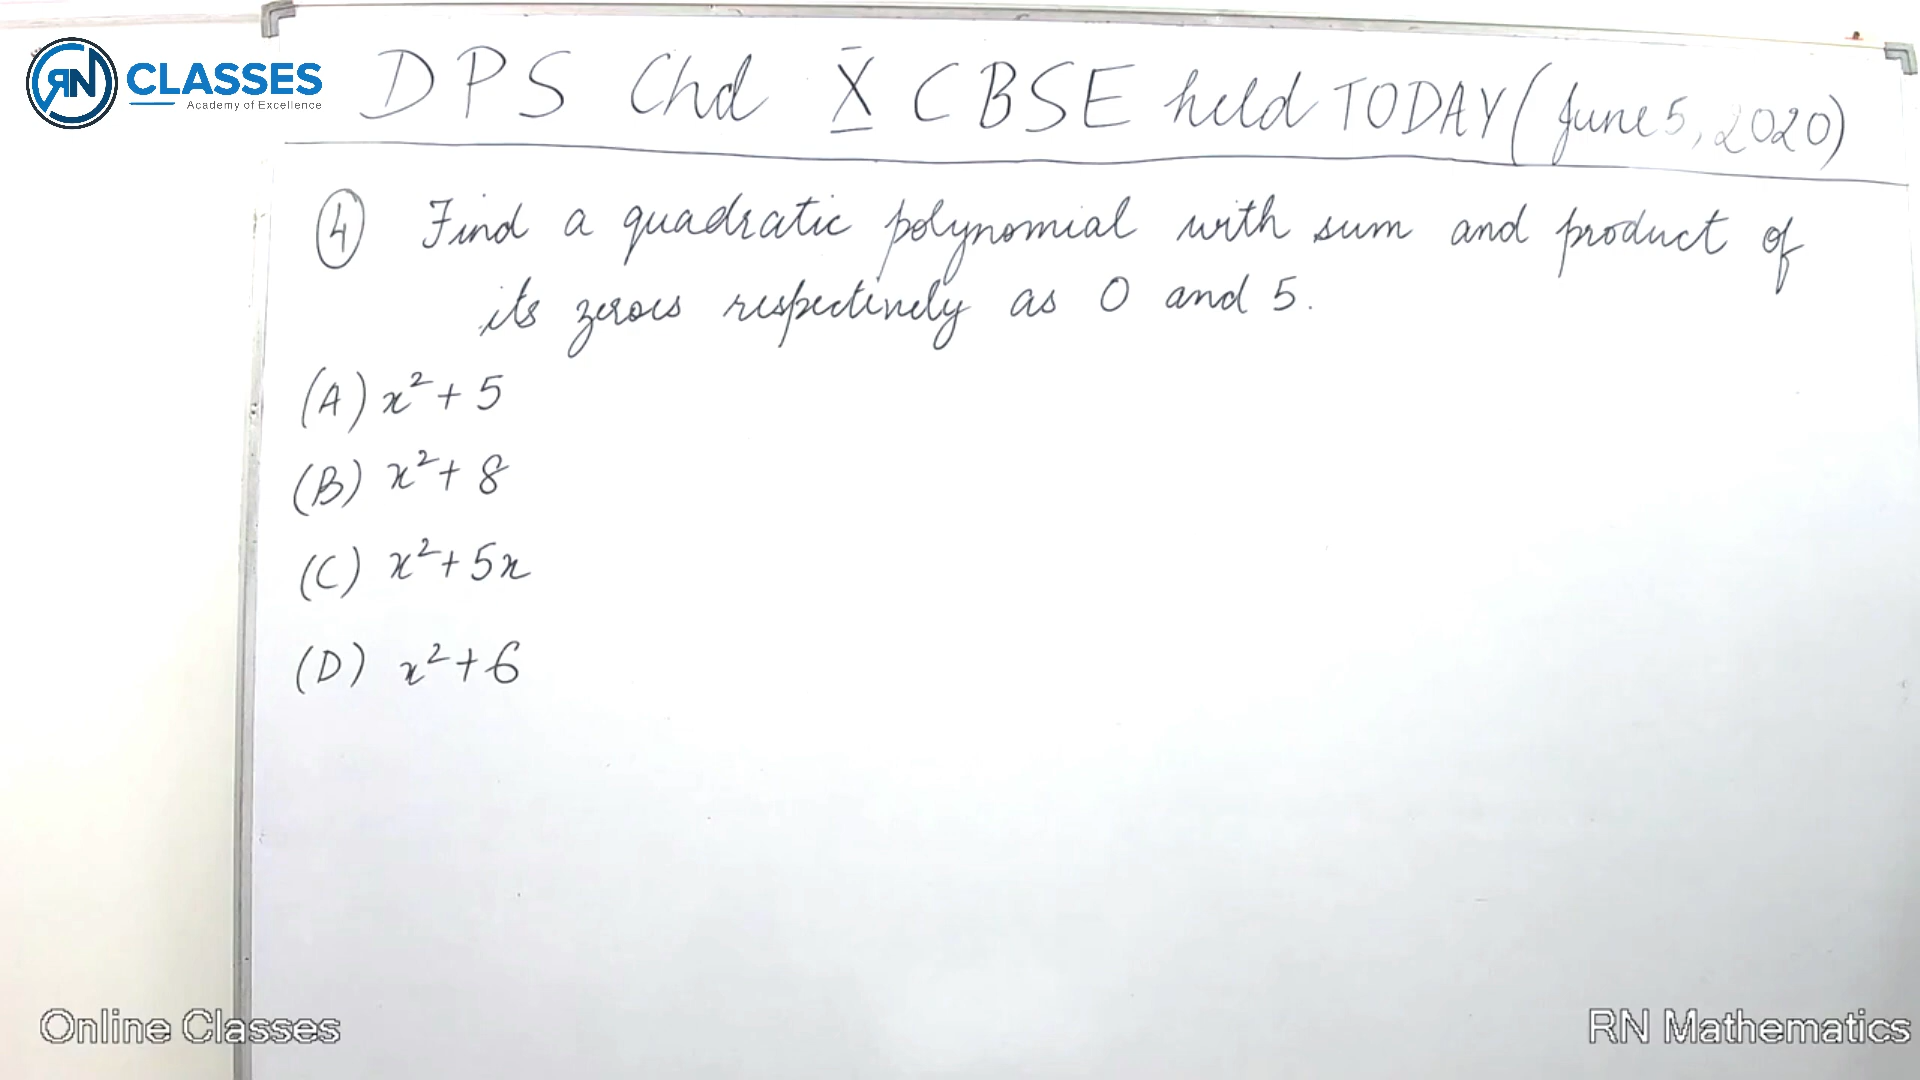 RN CLASSES
Academy of Excellence
DPS Chd X CBSE held TODAY (June 5, 2020)
4 Find a quadratic polynomial with sum and product of
its zeroes respectively as 0 and 5.
(A) x² + 5
(B) x² + 8
(C) x² + 5x
(D) x² + 6
Online Classes
RN Mathematics